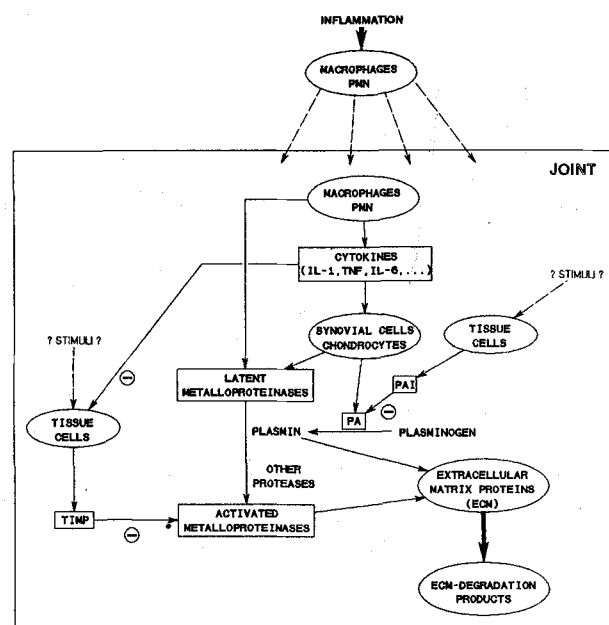 INFLAMMATION
MACROPHAGES
PMN
JOINT
MACROPHAGES
PMN
CYTOKINES
(IL-1,TNF,IL-6,...)
? STIMULI ?
SYNOVIAL CELLS
CHONDROCYTES
TISSUE
CELLS
? STIMULI ?
LATENT
METALLOPROTEINASES
PAI
PA
TISSUE
CELLS
PLASMIN
PLASMINOGEN
OTHER
PROTEASES
EXTRACELLULAR
MATRIX PROTEINS
(ECM)
TIMP
ACTIVATED
METALLOPROTEINASES
ECM-DEGRADATION
PRODUCTS